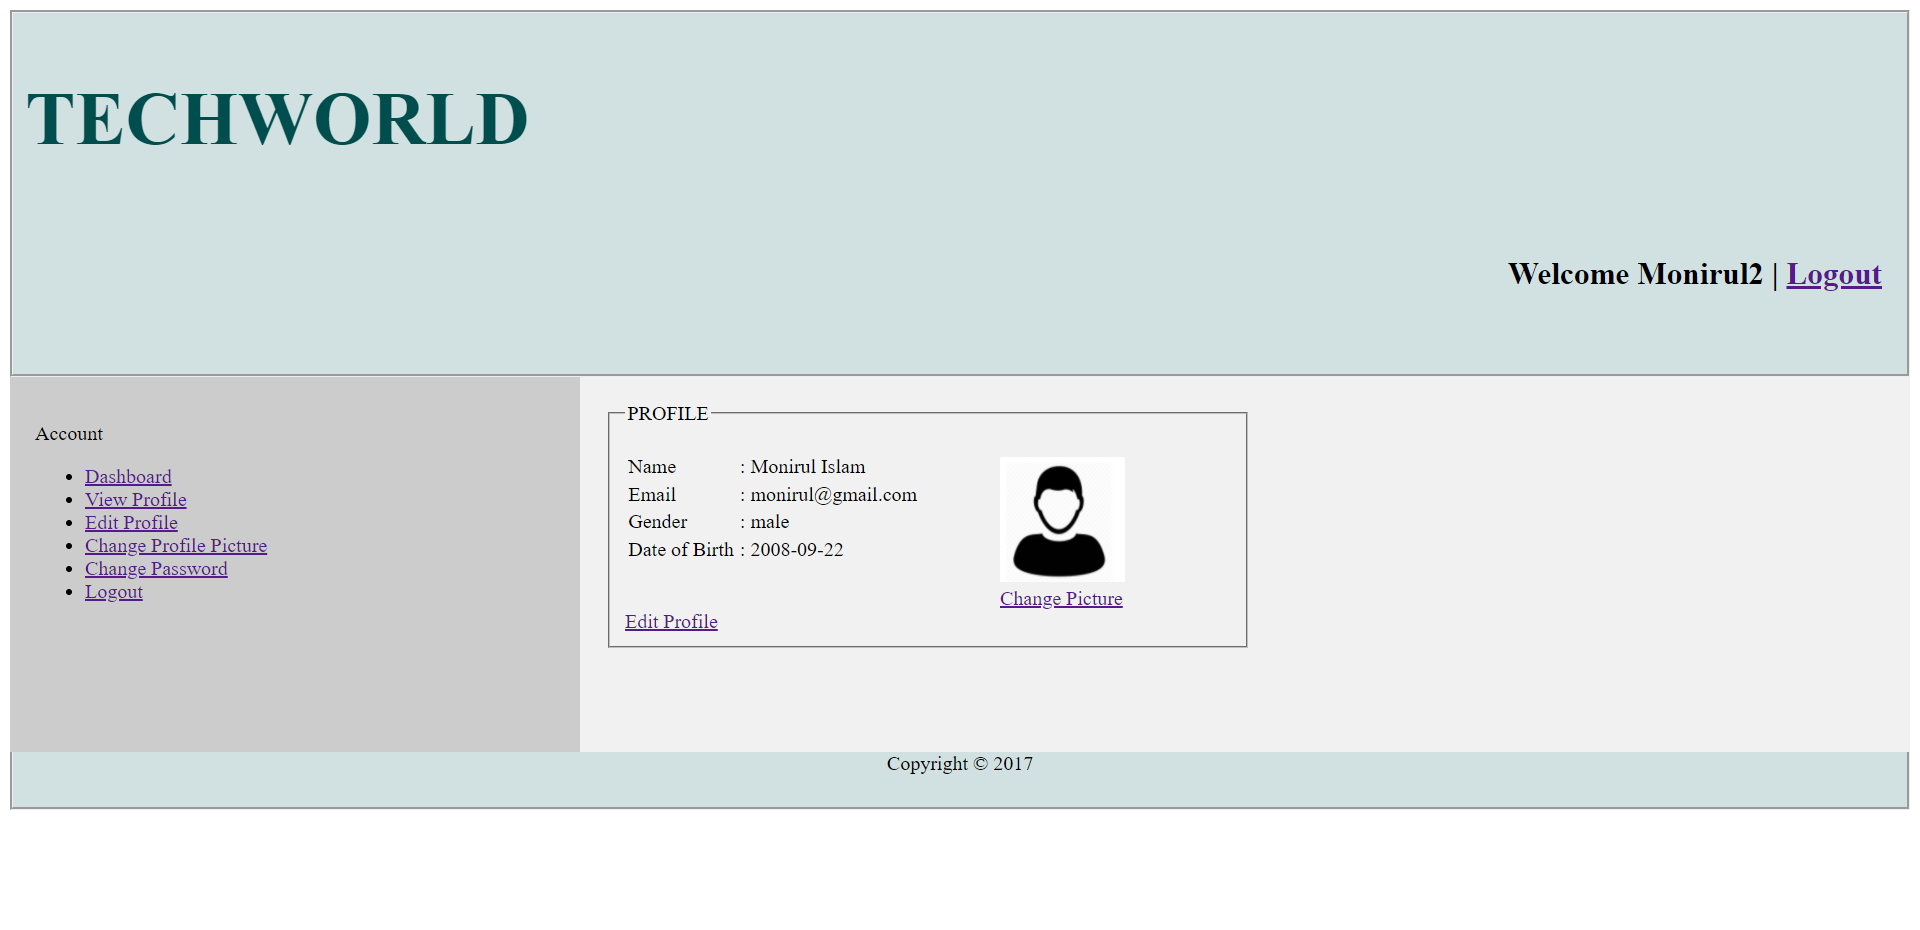 TECHWORLD
Welcome Monirul2 | Logout
Account
Dashboard
View Profile
Edit Profile
Change Profile Picture
Change Password
Logout
PROFILE
Name : Monirul Islam
Email : monirul@gmail.com
Gender : male
Date of Birth : 2008-09-22
Change Picture
Edit Profile
Copyright © 2017